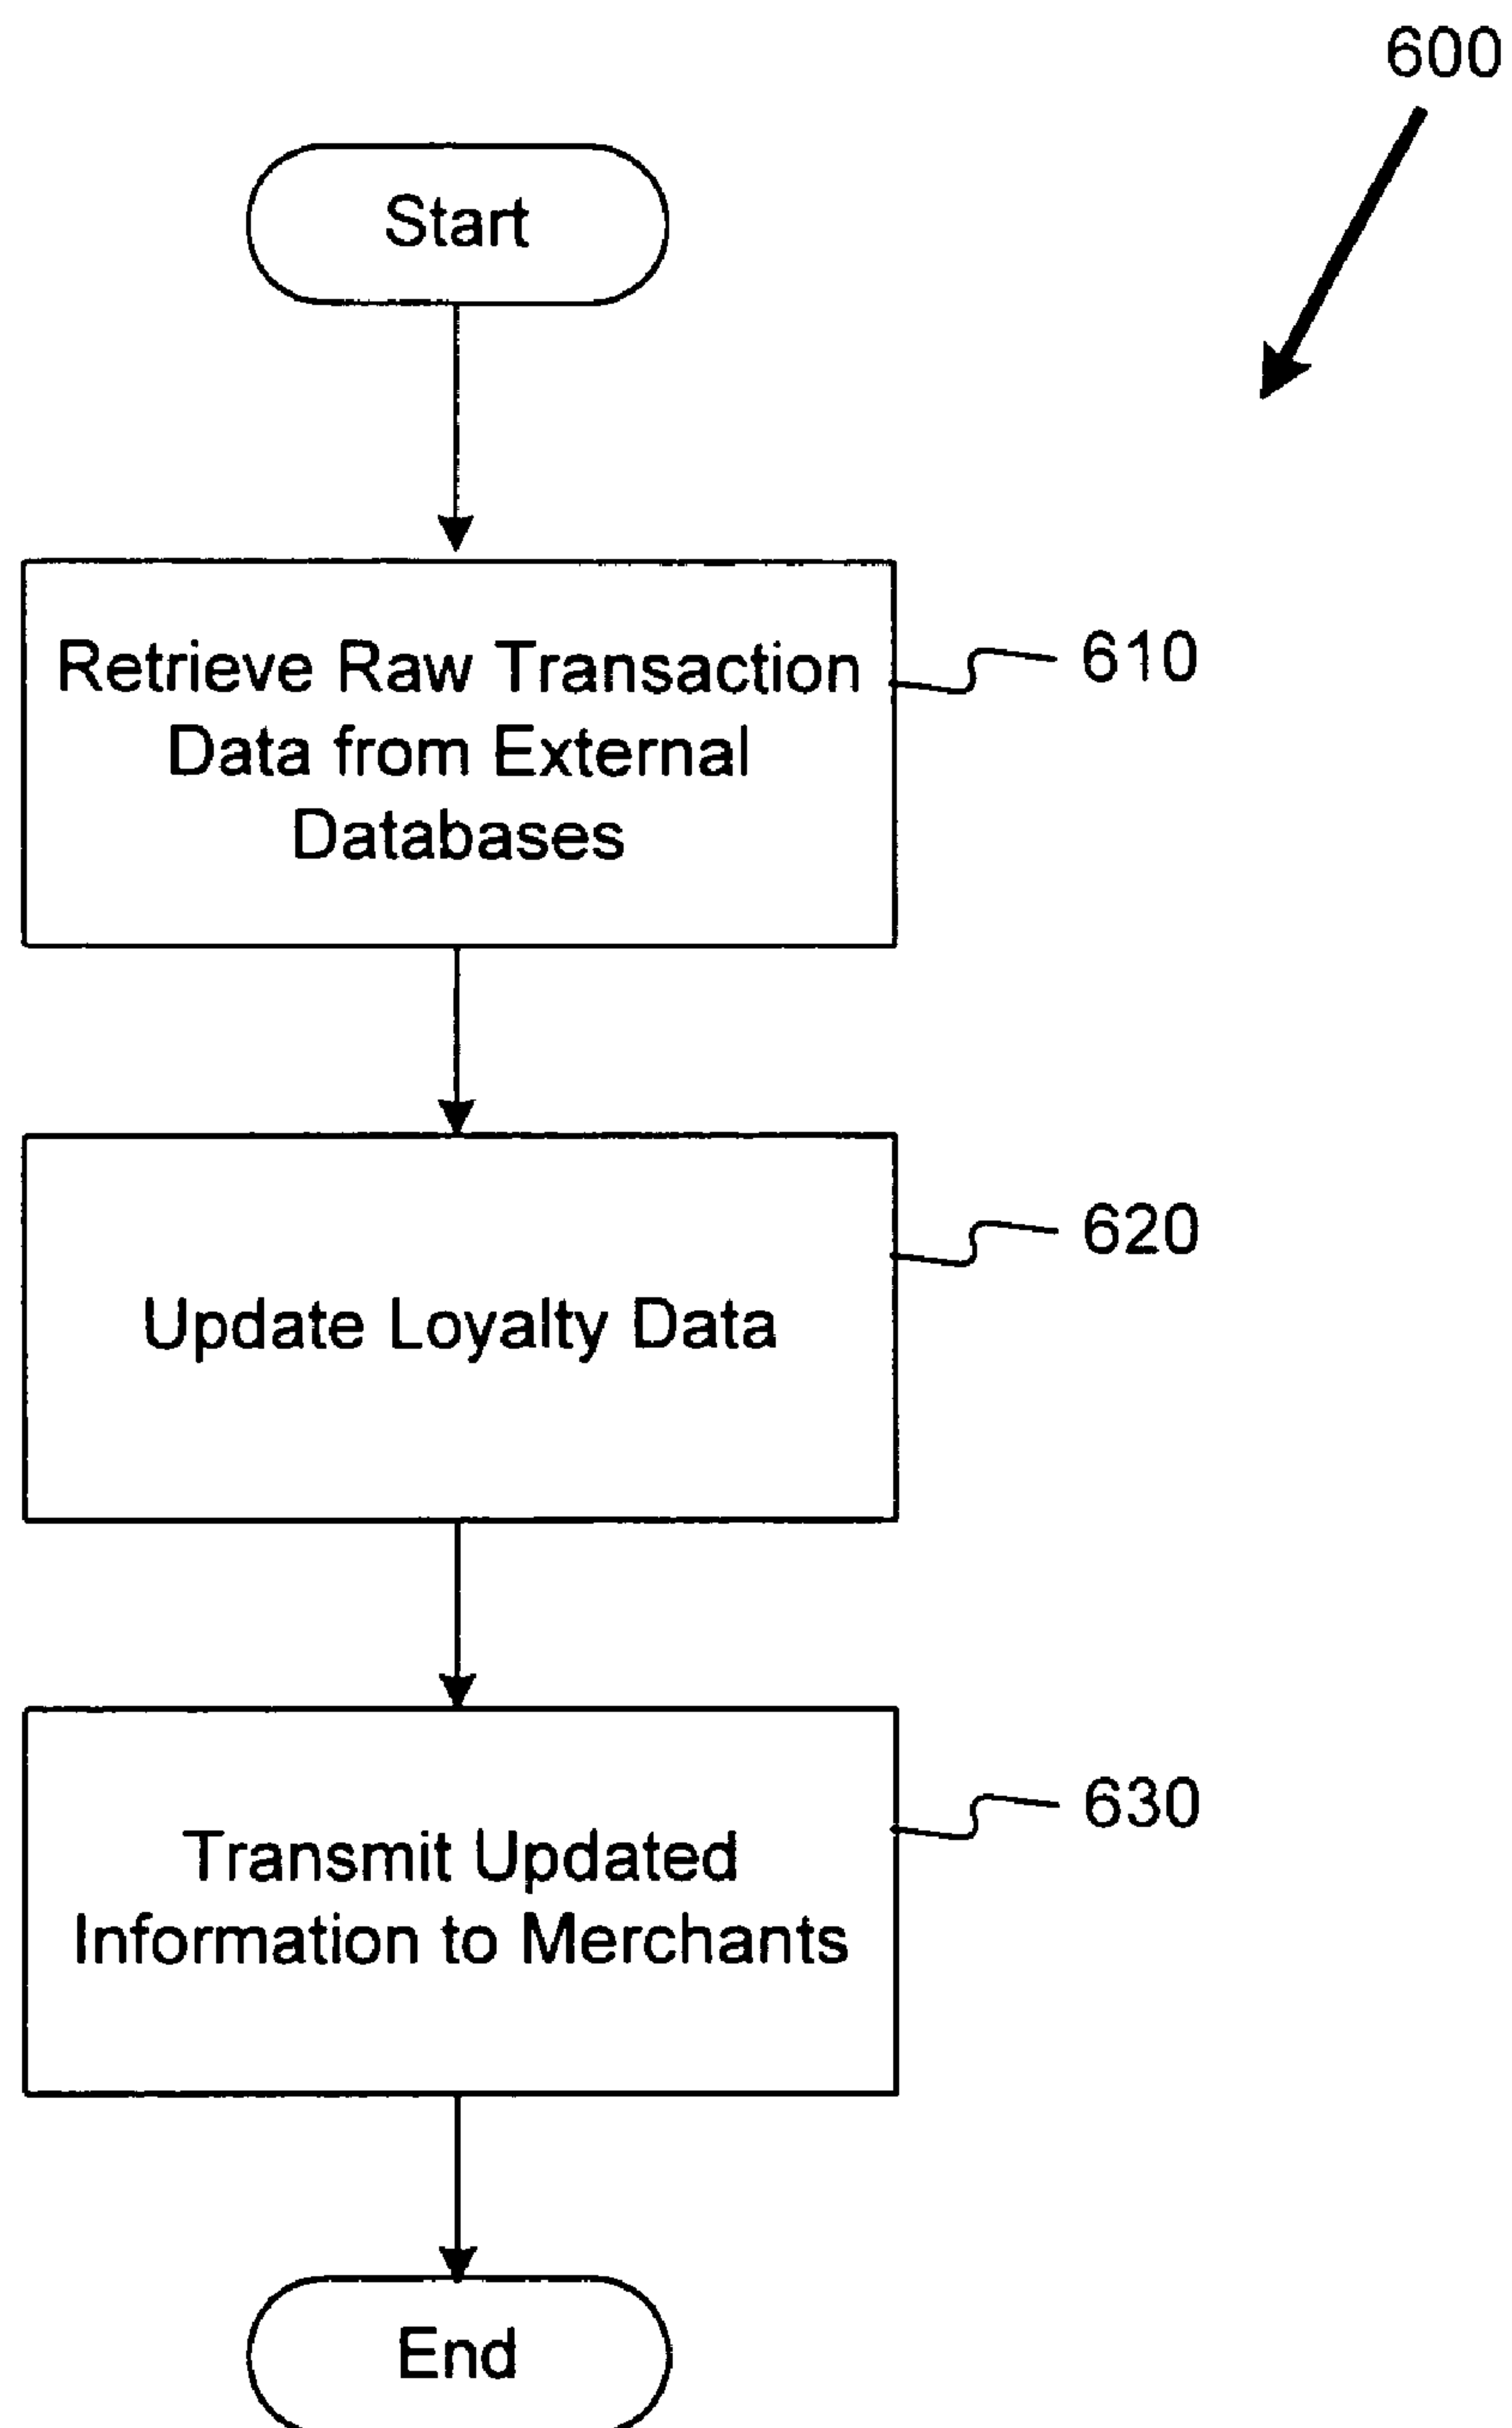 600
Start
Retrieve Raw Transaction
Data from External
Databases
610
Update Loyalty Data
620
Transmit Updated
Information to Merchants
630
End